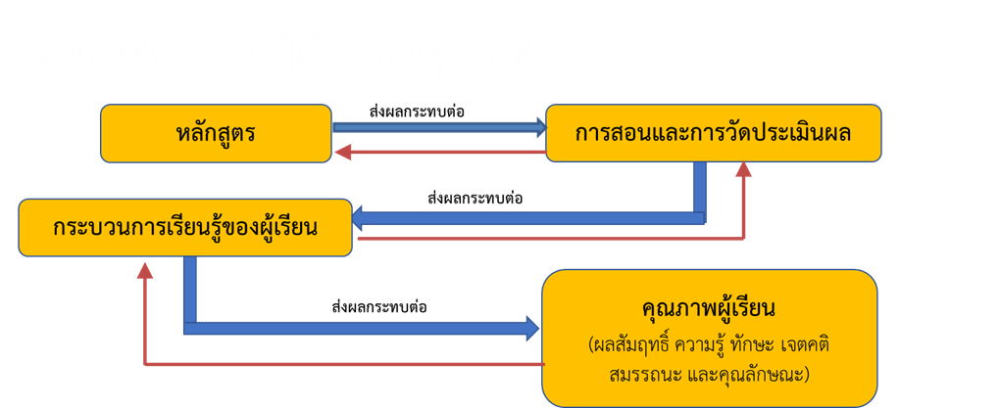 ส่งผลกระทบต่อ
หลักสูตร
การสอนและการวัดประเมินผล
ส่งผลกระทบต่อ
กระบวนการเรียนรู้ของผู้เรียน
ส่งผลกระทบต่อ
คุณภาพผู้เรียน
(ผลสัมฤทธิ์ ความรู้ ทักษะ เจตคติ
สมรรถนะ และคุณลักษณะ)